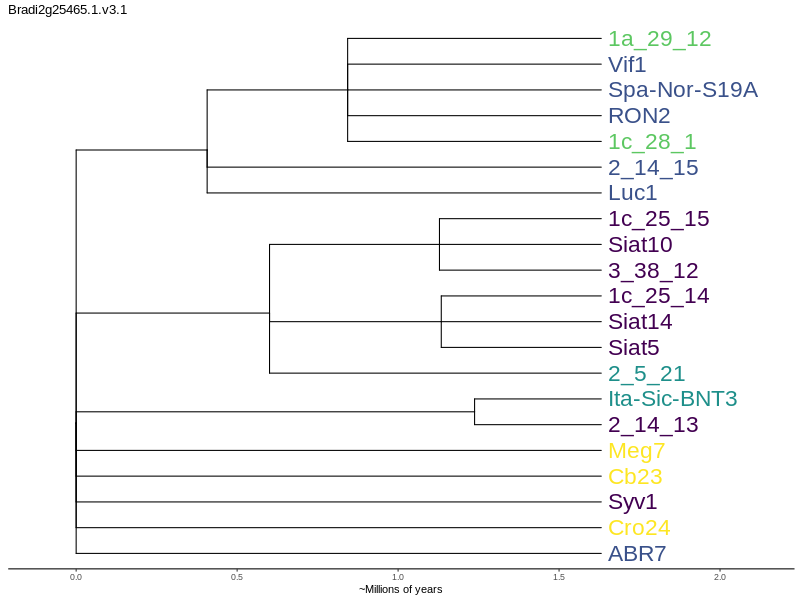 Bradi2g25465.1.v3.1
1a_29_12
Vif1
Spa-Nor-S19A
RON2
1c_28_1
2_14_15
Luc1
1c_25_15
Siat10
3_38_12
1c_25_14
Siat14
Siat5
2_5_21
Ita-Sic-BNT3
2_14_13
Meg7
Cb23
Syv1
Cro24
ABR7
0.0 0.5 1.0 1.5 2.0
~Millions of years